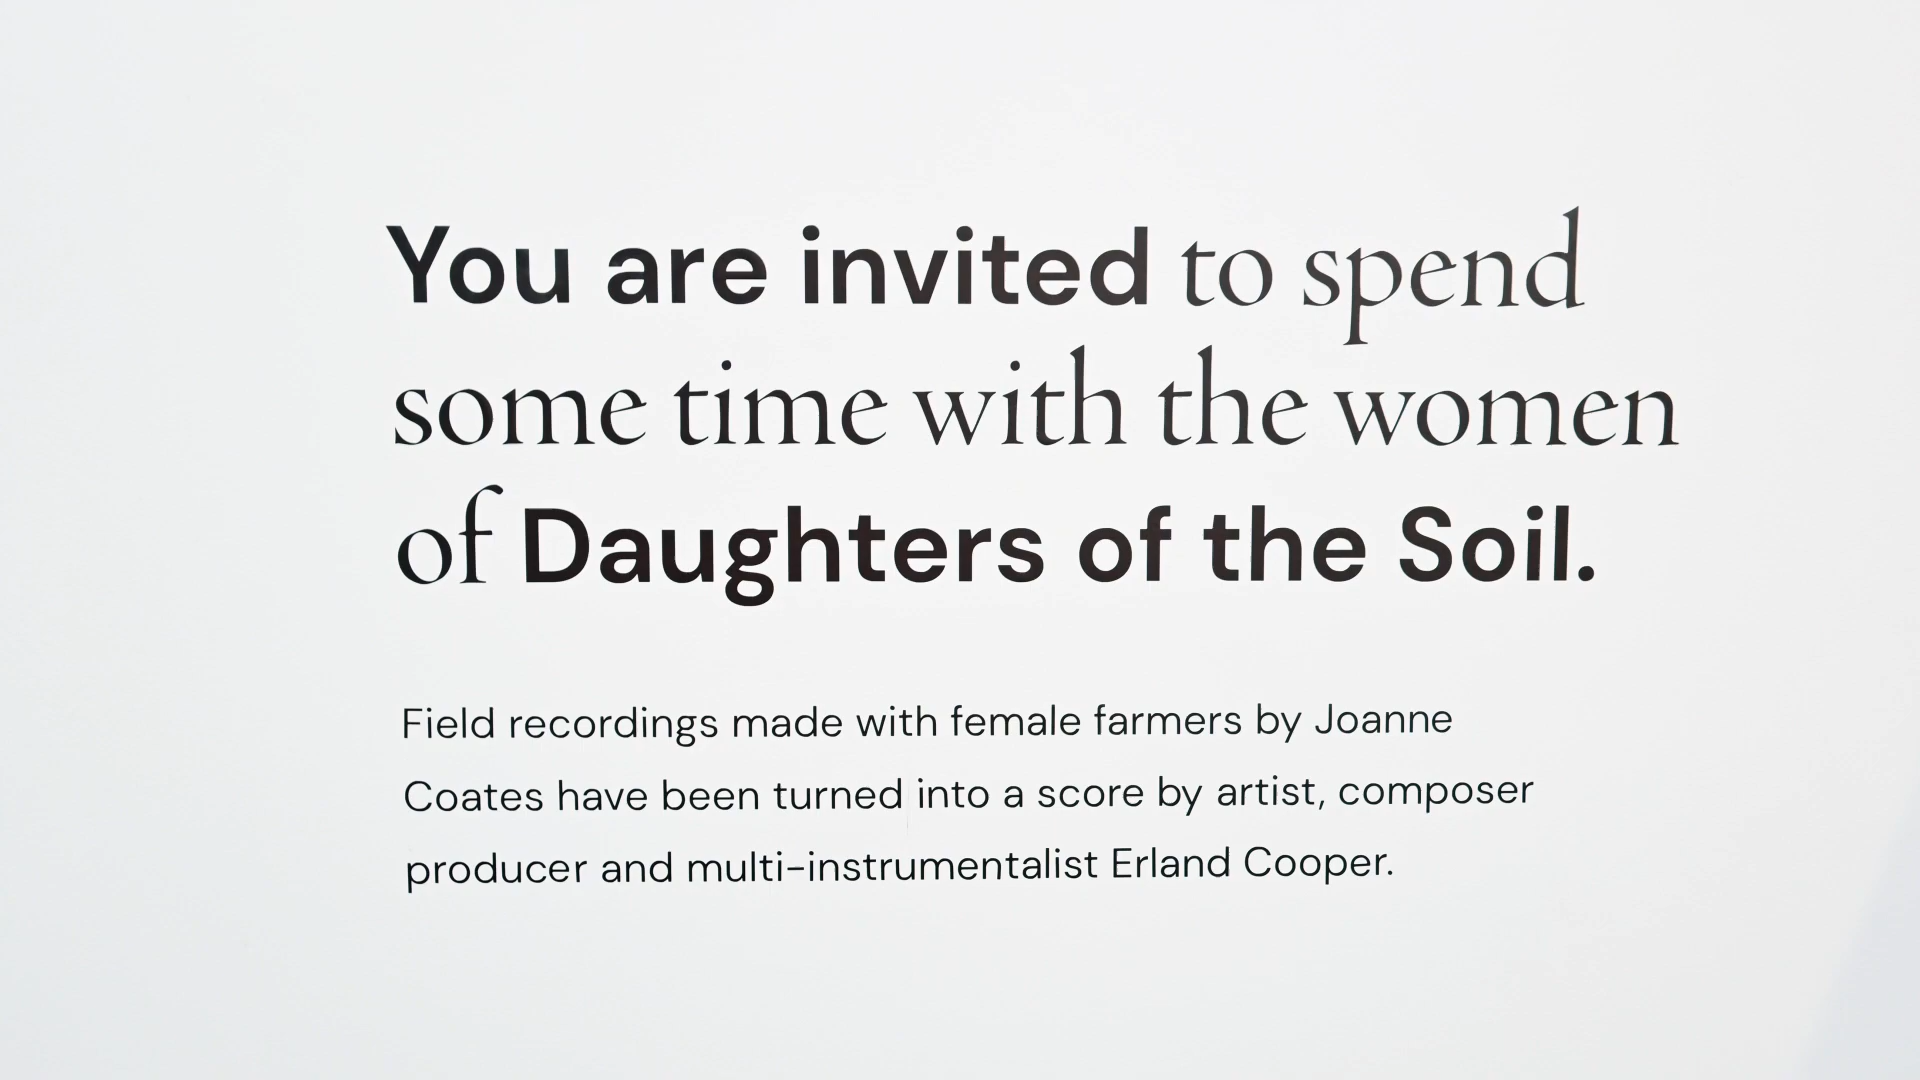 You are invited to spend
some time with the women
of Daughters of the Soil.
Field recordings made with female farmers by Joanne
Coates have been turned into a score by artist, composer
producer and multi-instrumentalist Erland Cooper.